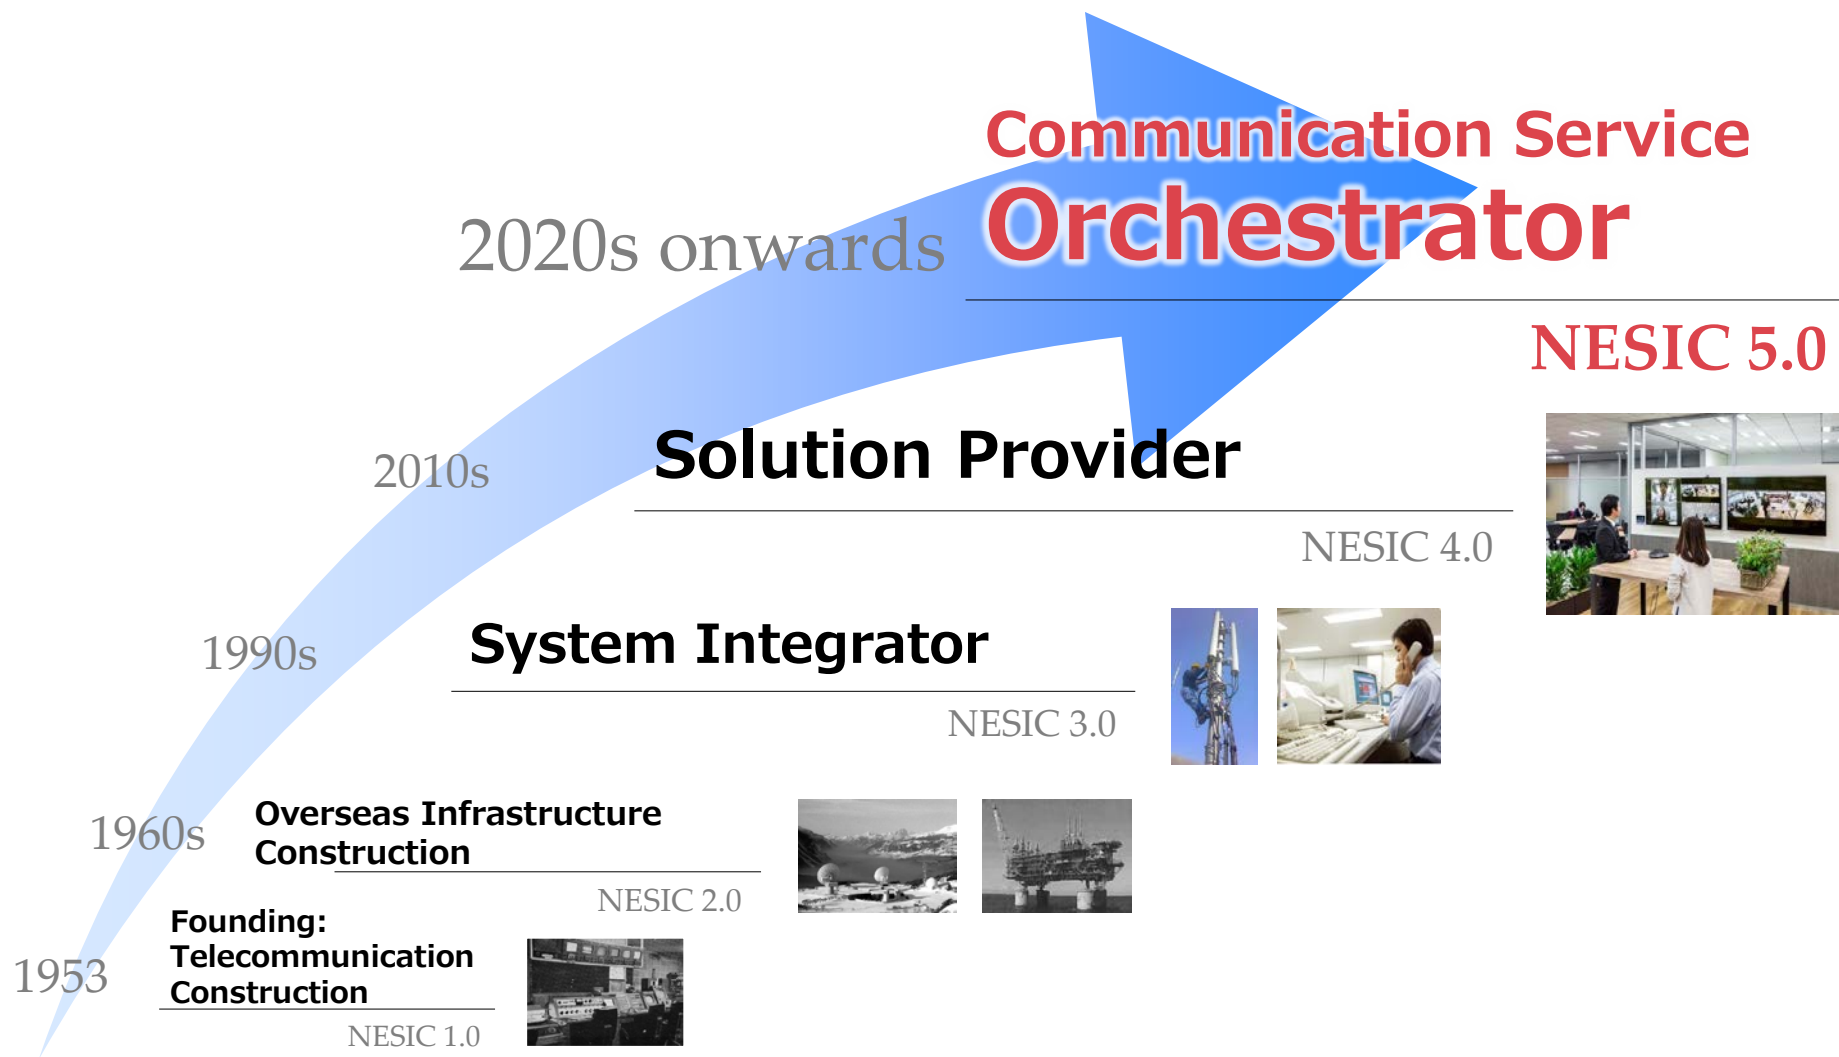 Communication Service
2020s onwards
Orchestrator
NESIC 5.0
2010s
Solution Provider
NESIC 4.0
1990s
System Integrator
NESIC 3.0
1960s
Overseas Infrastructure
Construction
NESIC 2.0
1953
Founding:
Telecommunication
Construction
NESIC 1.0